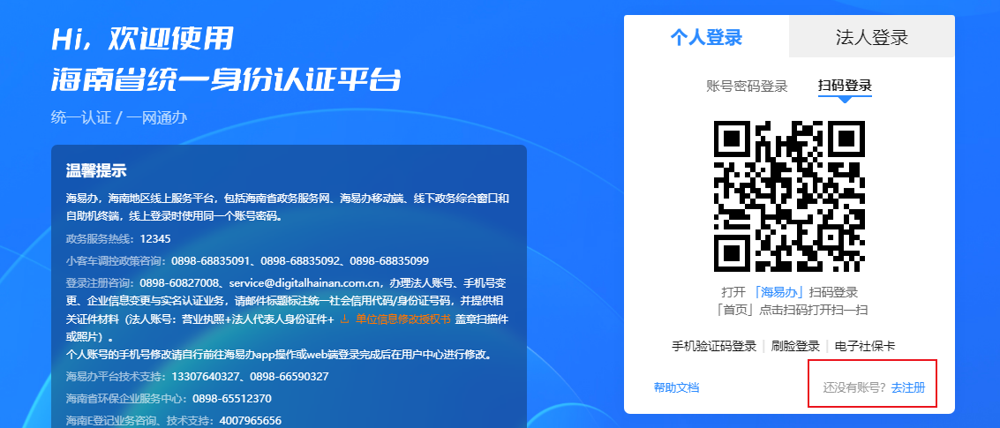 Hi，欢迎使用
海南省统一身份认证平台
统一认证 / 一网通办
温馨提示
海易办，海南地区线上服务平台，包括海南省政务服务网、海易办移动端、线下政务综合窗口和
自助机终端，线上登录时使用同一个账号密码。
政务服务热线：12345
小客车调控政策咨询：0898-68835091、0898-68835092、0898-68835099
登录注册咨询：0898-60827008、service@digitalhainan.com.cn，办理法人账号、手机号变
更、企业信息变更与实名认证业务，请邮件标题标注统一社会信用代码/身份证号码，并提供相
关证件材料（法人账号：营业执照+法人代表人身份证件+ 单位信息修改授权书 盖章扫描件
或照片）。
个人账号的手机号修改请自行前往海易办app操作或web端登录完成后在用户中心进行修改。
海易办平台技术支持：13307640327、0898-66590327
海南省环保企业服务中心：0898-65512370
海南E登记业务咨询、技术支持：4007965656
个人登录
法人登录
账号密码登录
扫码登录
打开「海易办」扫码登录
「首页」点击扫码打开扫一扫
手机验证码登录 | 刷脸登录 | 电子社保卡
帮助文档
还没有账号？去注册